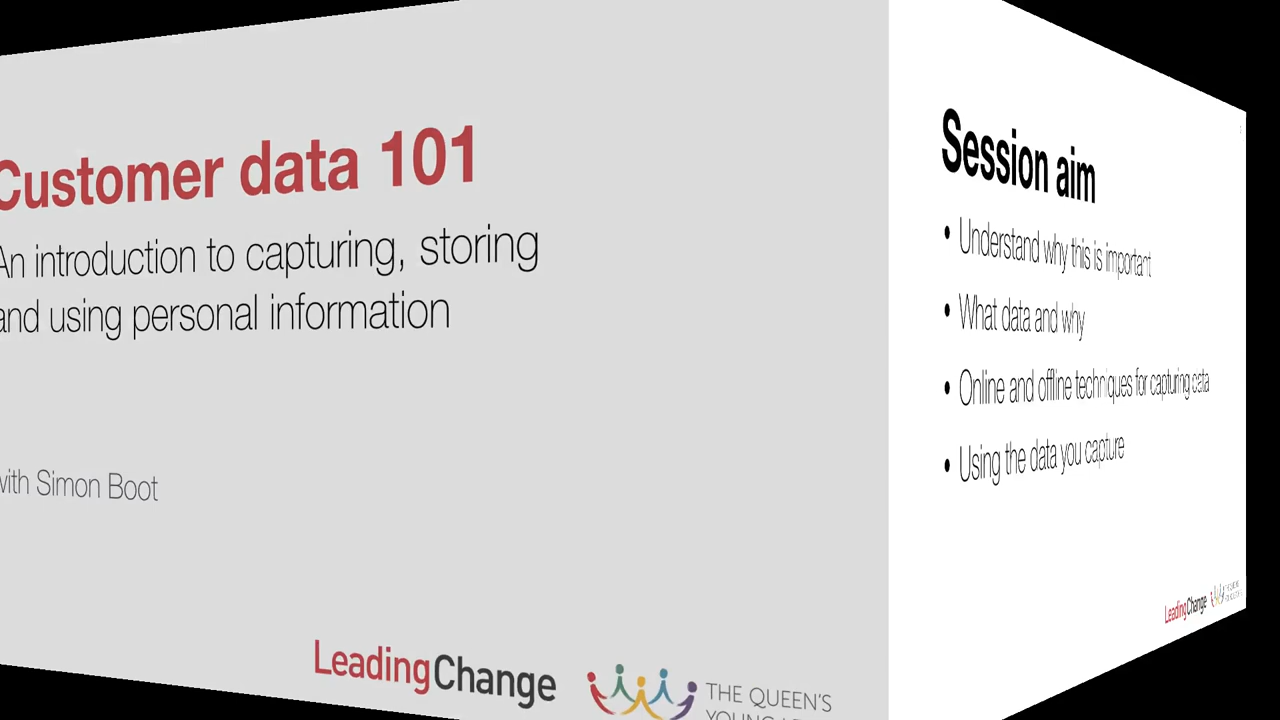 Customer data 101
An introduction to capturing, storing
and using personal information
with Simon Boot
LeadingChange
THE QUEEN'S
YOUNG
Session aim
• Understand why this is important
• What data and why
• Online and offline techniques for capturing data
• Using the data you capture
LeadingChange